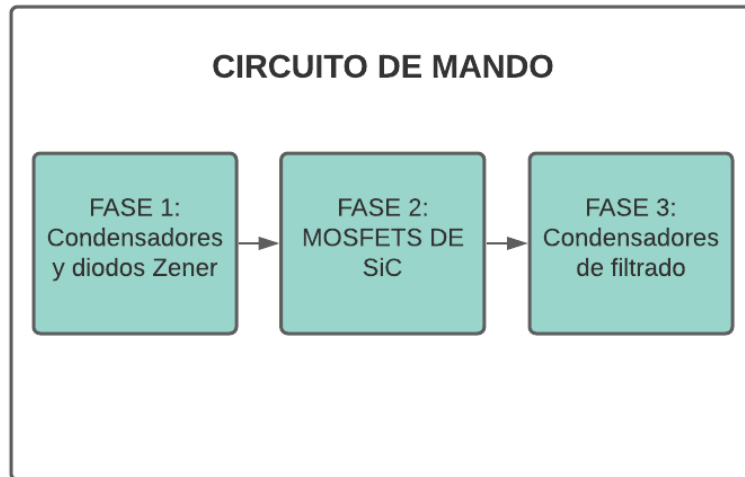 CIRCUITO DE MANDO
FASE 1:
Condensadores
y diodos Zener
FASE 2:
MOSFETS DE
SiC
FASE 3:
Condensadores
de filtrado